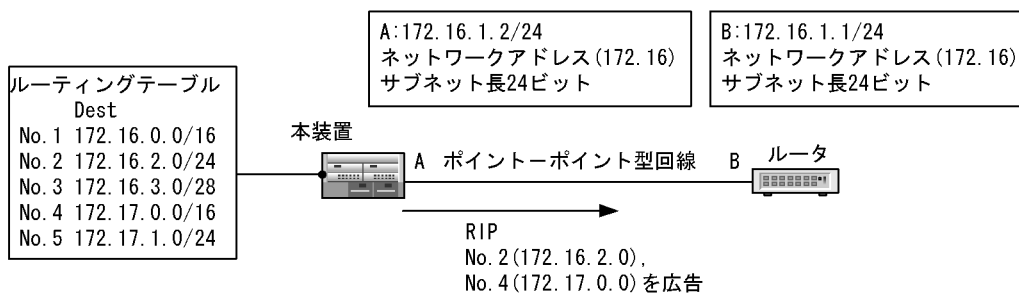 A:172.16.1.2/24
ネットワークアドレス(172.16)
サブネット長24ビット
B:172.16.1.1/24
ネットワークアドレス(172.16)
サブネット長24ビット
ルーティングテーブル
Dest
No.1 172.16.0.0/16
No.2 172.16.2.0/24
No.3 172.16.3.0/28
No.4 172.17.0.0/16
No.5 172.17.1.0/24
本装置
A ポイントーポイント型回線 B
ルータ
RIP
No.2(172.16.2.0),
No.4(172.17.0.0)を広告